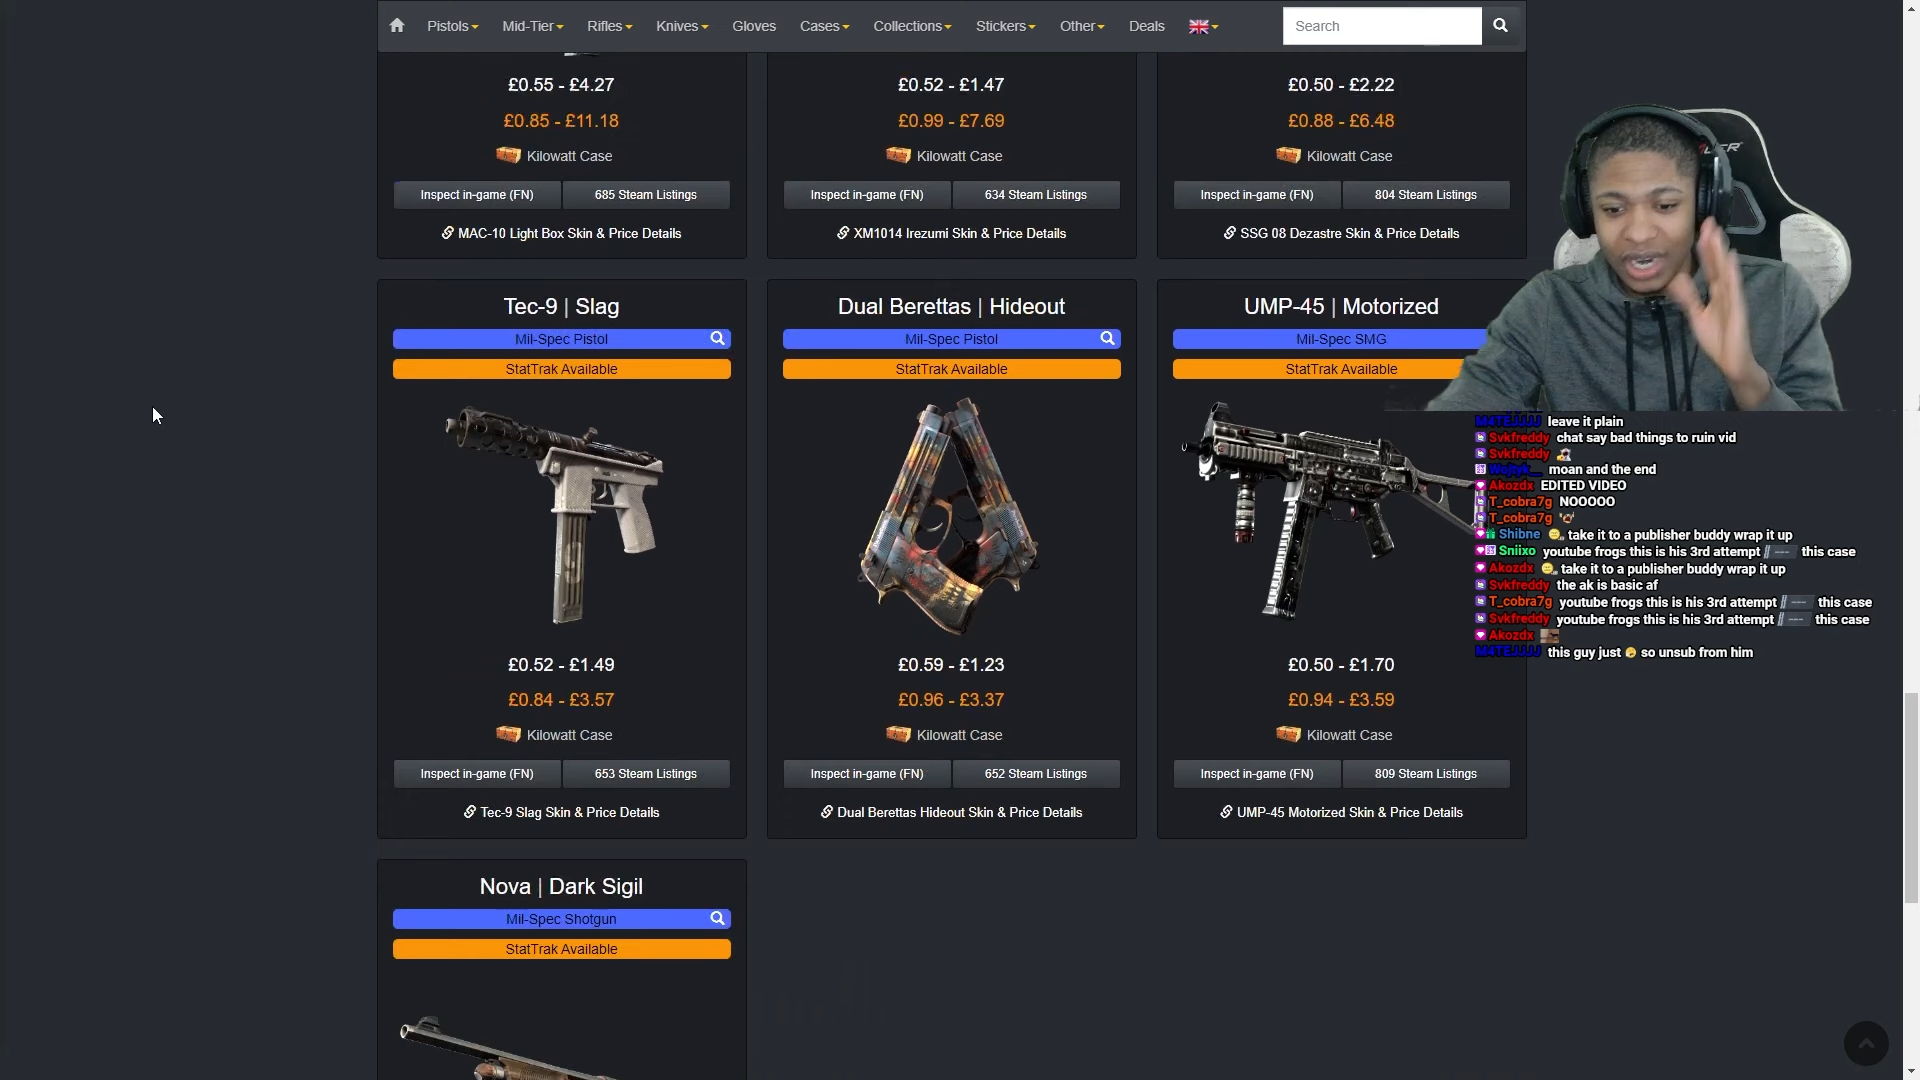 Pistols Mid-Tier Rifles Knives Gloves Cases Collections Stickers Other Deals Search
£0.55 - £4.27
£0.85 - £11.18
Kilowatt Case
Inspect in-game (FN) 685 Steam Listings
MAC-10 Light Box Skin & Price Details
£0.52 - £1.47
£0.99 - £7.69
Kilowatt Case
Inspect in-game (FN) 634 Steam Listings
XM1014 Irezumi Skin & Price Details
£0.50 - £2.22
£0.88 - £6.48
Kilowatt Case
Inspect in-game (FN) 804 Steam Listings
SSG 08 Dezastre Skin & Price Details
Tec-9 | Slag
Mil-Spec Pistol
StatTrak Available
£0.52 - £1.49
£0.84 - £3.57
Kilowatt Case
Inspect in-game (FN) 653 Steam Listings
Tec-9 Slag Skin & Price Details
Dual Berettas | Hideout
Mil-Spec Pistol
StatTrak Available
£0.59 - £1.23
£0.96 - £3.37
Kilowatt Case
Inspect in-game (FN) 652 Steam Listings
Dual Berettas Hideout Skin & Price Details
UMP-45 | Motorized
Mil-Spec SMG
StatTrak Available
£0.50 - £1.70
£0.94 - £3.59
Kilowatt Case
Inspect in-game (FN) 809 Steam Listings
UMP-45 Motorized Skin & Price Details
Nova | Dark Sigil
Mil-Spec Shotgun
StatTrak Available
leave it plain
Svkfreddy chat say bad things to ruin vid
Svkfreddy
Wojtyk__ moan and the end
Akozdx EDITED VIDEO
T_cobra7g NOOOOO
T_cobra7g
Shibne take it to a publisher buddy wrap it up
Sniixo youtube frogs this is his 3rd attempt this case
Akozdx take it to a publisher buddy wrap it up
Svkfreddy the ak is basic af
T_cobra7g youtube frogs this is his 3rd attempt this case
Svkfreddy youtube frogs this is his 3rd attempt this case
Akozdx
this guy just so unsub from him